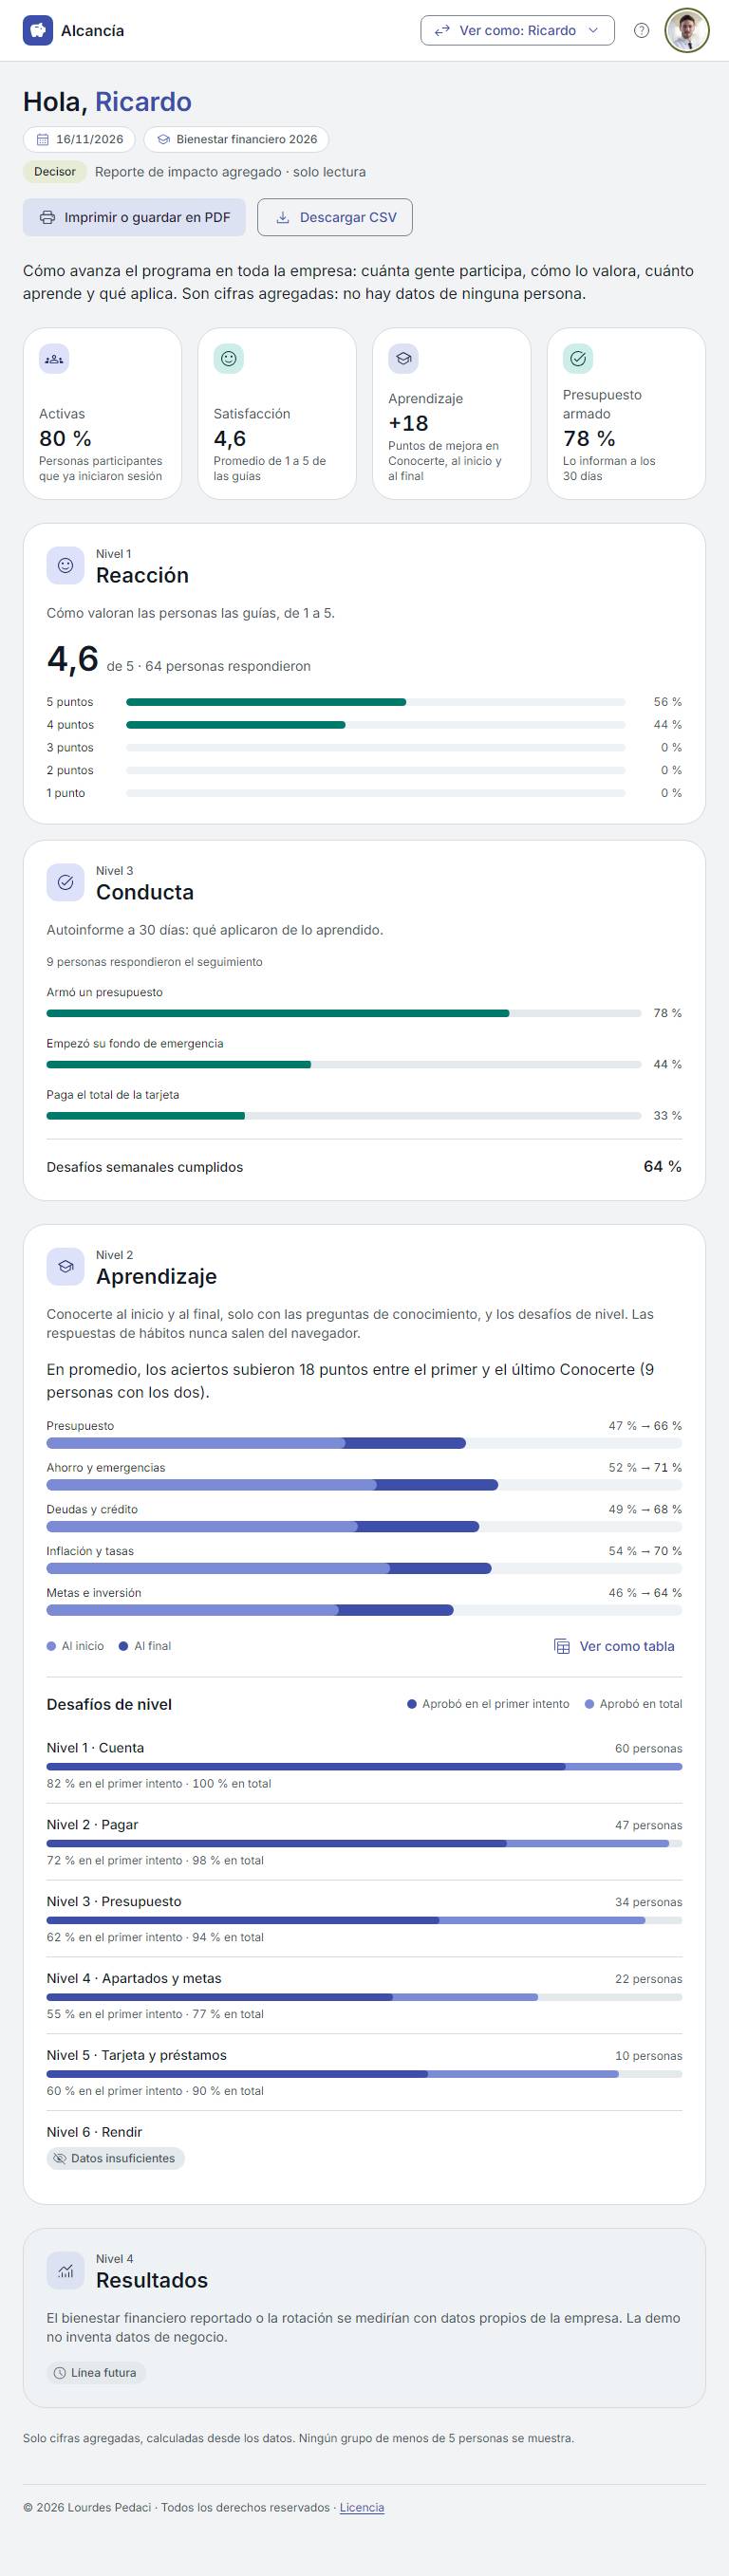 Alcancía
Ver como: Ricardo
Hola, Ricardo
16/11/2026
Bienestar financiero 2026
Decisor
Reporte de impacto agregado · solo lectura
Imprimir o guardar en PDF
Descargar CSV
Cómo avanza el programa en toda la empresa: cuánta gente participa, cómo lo valora, cuánto
aprende y qué aplica. Son cifras agregadas: no hay datos de ninguna persona.
Activas
80 %
Personas participantes
que ya iniciaron sesión
Satisfacción
4,6
Promedio de 1 a 5 de
las guías
Aprendizaje
+18
Puntos de mejora en
Conocerte, al inicio y
al final
Presupuesto
armado
78 %
Lo informan a los
30 días
Nivel 1
Reacción
Cómo valoran las personas las guías, de 1 a 5.
4,6 de 5 · 64 personas respondieron
5 puntos 56 %
4 puntos 44 %
3 puntos 0 %
2 puntos 0 %
1 punto 0 %
Nivel 3
Conducta
Autoinforme a 30 días: qué aplicaron de lo aprendido.
9 personas respondieron el seguimiento
Armó un presupuesto
78 %
Empezó su fondo de emergencia
44 %
Paga el total de la tarjeta
33 %
Desafíos semanales cumplidos 64 %
Nivel 2
Aprendizaje
Conocerte al inicio y al final, solo con las preguntas de conocimiento, y los desafíos de nivel. Las
respuestas de hábitos nunca salen del navegador.
En promedio, los aciertos subieron 18 puntos entre el primer y el último Conocerte (9
personas con los dos).
Presupuesto 47 % → 66 %
Ahorro y emergencias 52 % → 71 %
Deudas y crédito 49 % → 68 %
Inflación y tasas 54 % → 70 %
Metas e inversión 46 % → 64 %
Al inicio Al final
Ver como tabla
Desafíos de nivel
Aprobó en el primer intento Aprobó en total
Nivel 1 · Cuenta 60 personas
82 % en el primer intento · 100 % en total
Nivel 2 · Pagar 47 personas
72 % en el primer intento · 98 % en total
Nivel 3 · Presupuesto 34 personas
62 % en el primer intento · 94 % en total
Nivel 4 · Apartados y metas 22 personas
55 % en el primer intento · 77 % en total
Nivel 5 · Tarjeta y préstamos 10 personas
60 % en el primer intento · 90 % en total
Nivel 6 · Rendir
Datos insuficientes
Nivel 4
Resultados
El bienestar financiero reportado o la rotación se medirían con datos propios de la empresa. La demo
no inventa datos de negocio.
Línea futura
Solo cifras agregadas, calculadas desde los datos. Ningún grupo de menos de 5 personas se muestra.
© 2026 Lourdes Pedaci · Todos los derechos reservados · Licencia